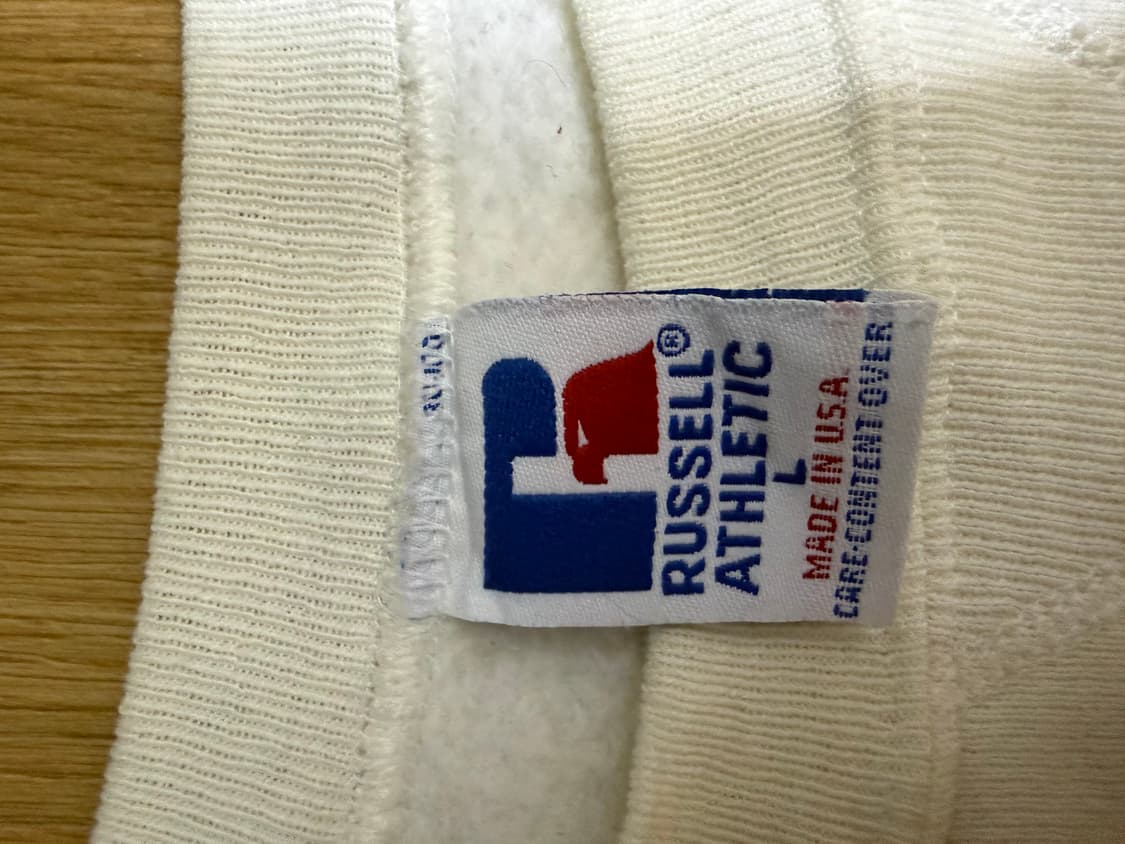 RUSSELL®
ATHLETIC
L
MADE IN U.S.A.
CARE·CONTENT OVER